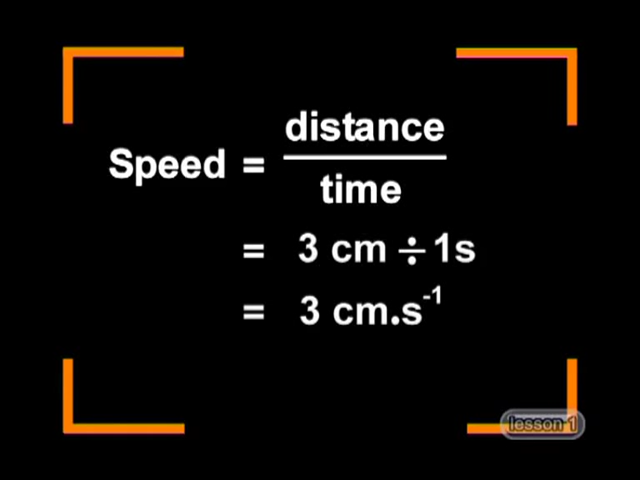 Speed = distance / time
= 3 cm ÷ 1s
= 3 cm.s⁻¹
lesson 1